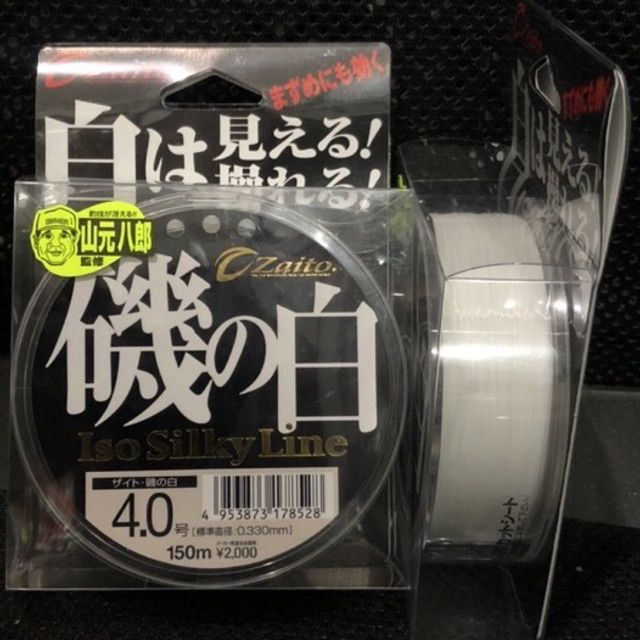 Zaito
まずめにも効く
白は見える!
操れる!
釣技が冴える!!
山元八郎
監修
Zaito
磯の白
Iso Silky Line
ザイト・磯の白
4.0号 [標準直径:0.330mm]
150m ¥2,000
4 953873 178528